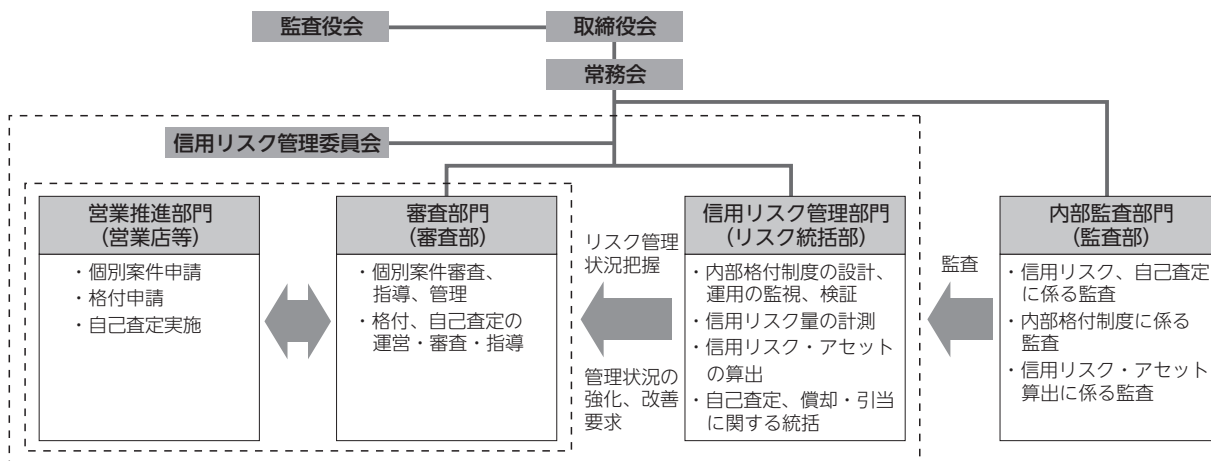 監査役会
取締役会
常務会
信用リスク管理委員会
営業推進部門
(営業店等)
・個別案件申請
・格付申請
・自己査定実施
審査部門
(審査部)
・個別案件審査、
指導、管理
・格付、自己査定の
運営・審査・指導
リスク管理
状況把握
管理状況の
強化、改善
要求
信用リスク管理部門
(リスク統括部)
・内部格付制度の設計、
運用の監視、検証
・信用リスク量の計測
・信用リスク・アセット
の算出
・自己査定、償却・引当
に関する統括
監査
内部監査部門
(監査部)
・信用リスク、自己査定
に係る監査
・内部格付制度に係る
監査
・信用リスク・アセット
算出に係る監査